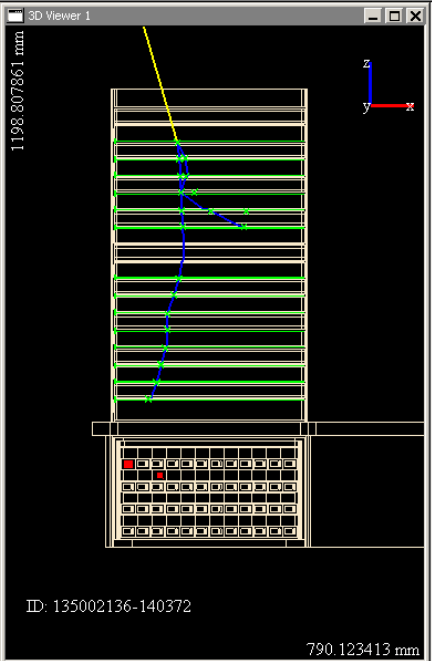 3D Viewer 1
1198.807861 mm
z
y x
ID: 135002136-140372
790.123413 mm